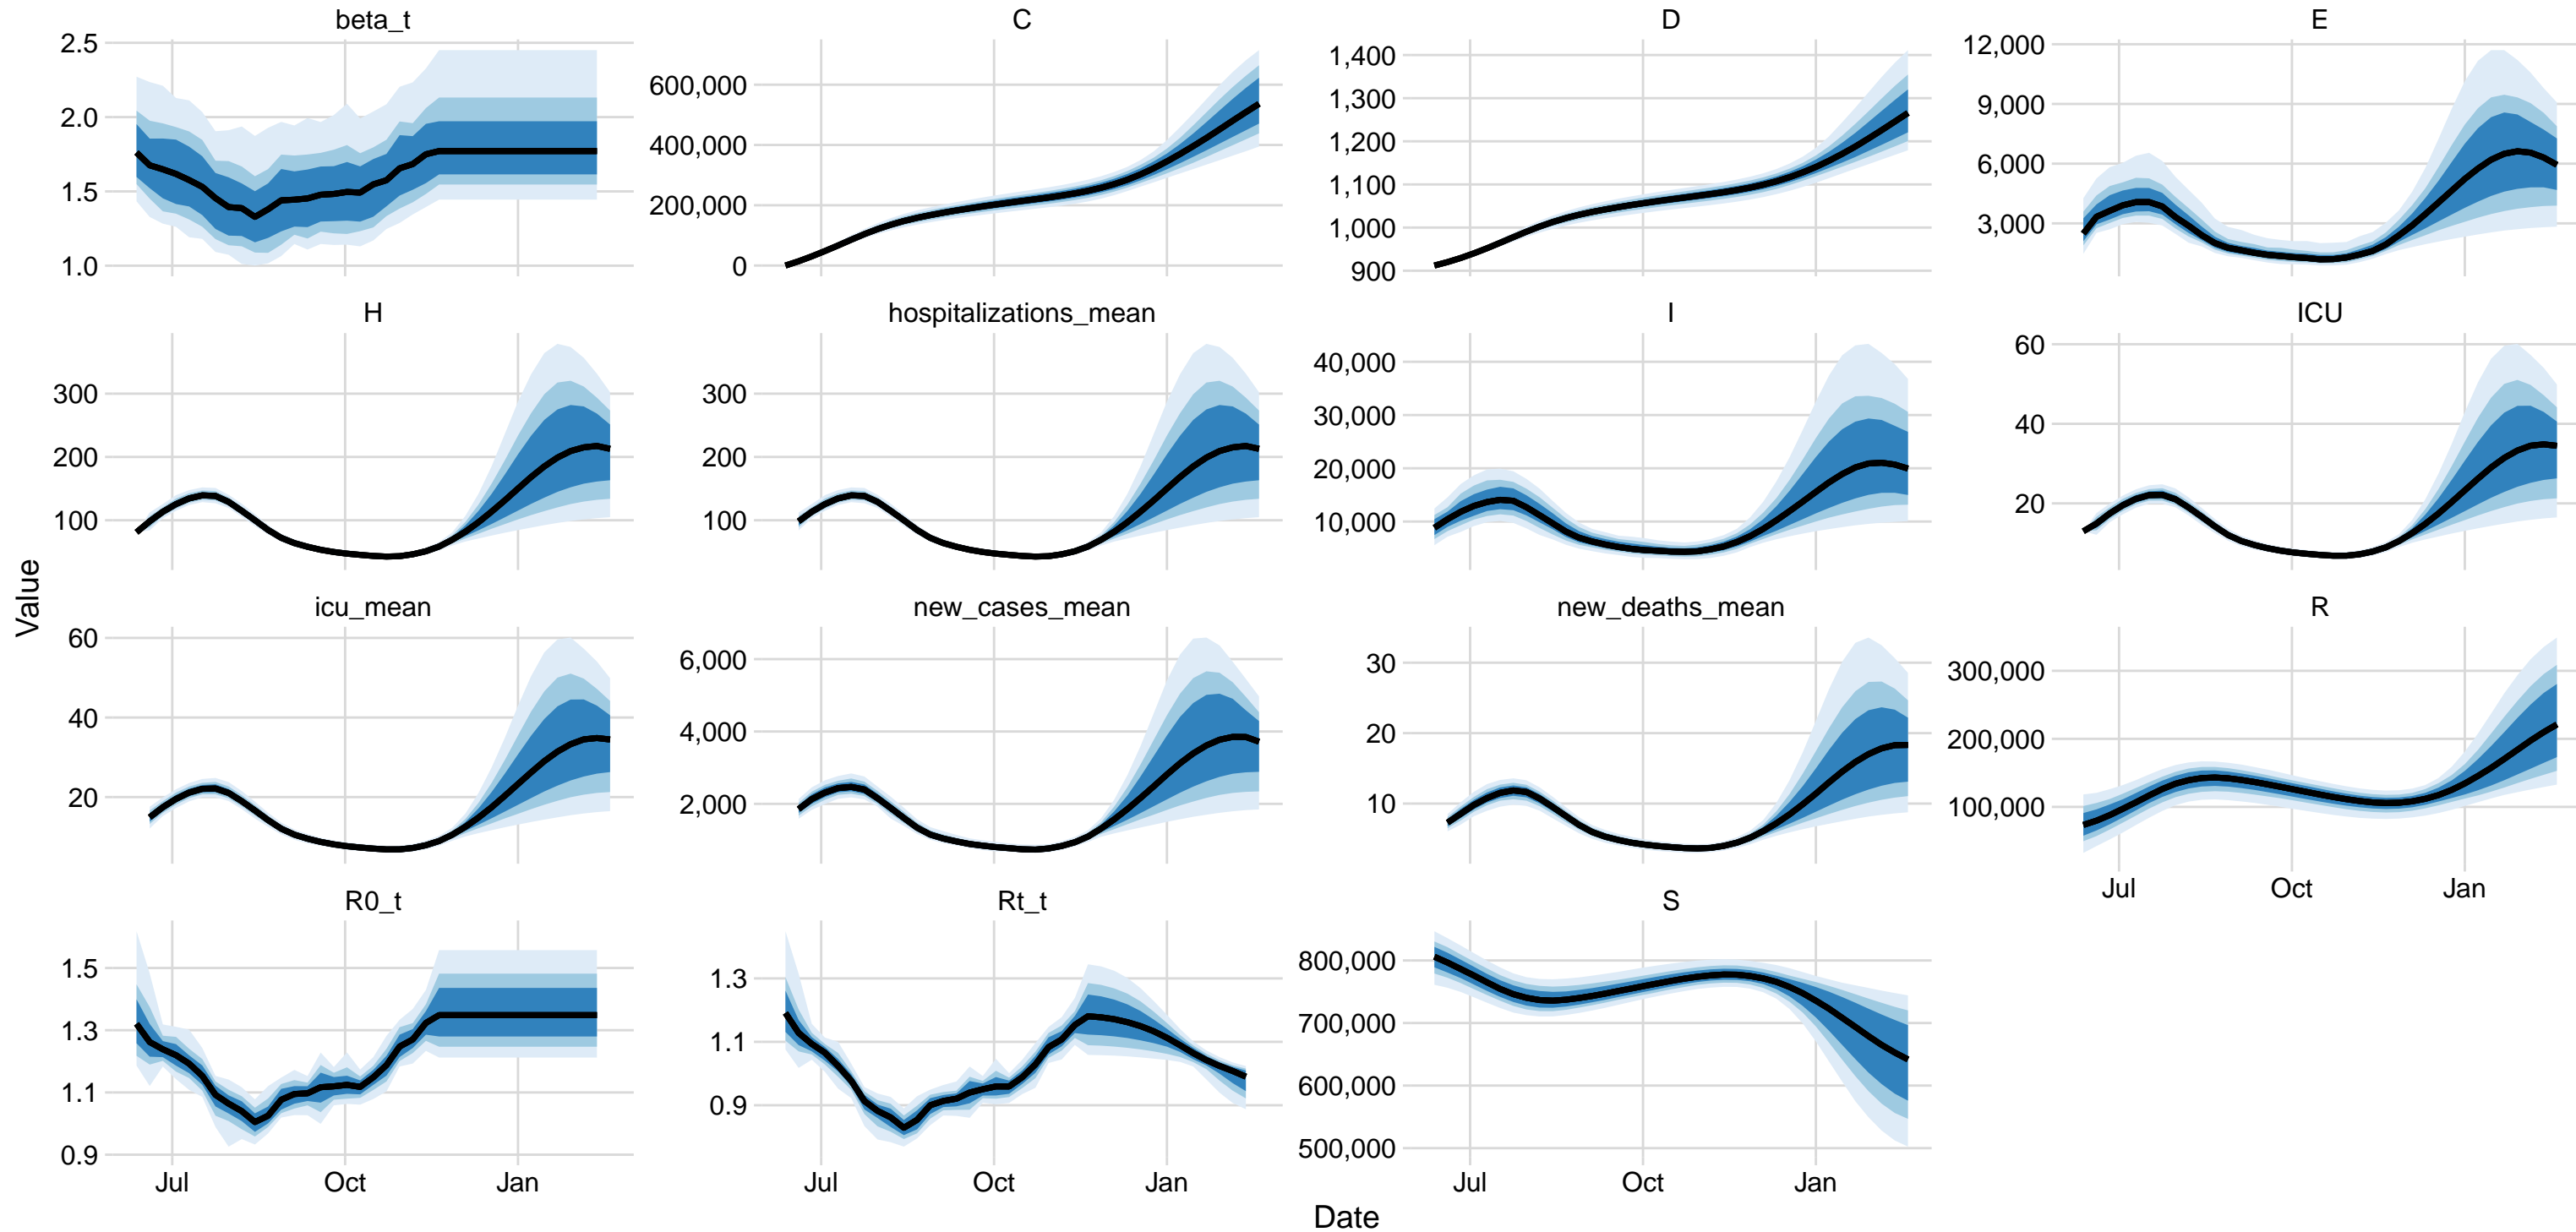 beta_t
C
D
E
2.5
2.0
1.5
1.0
600,000
400,000
200,000
0
1,400
1,300
1,200
1,100
1,000
900
12,000
9,000
6,000
3,000
H
hospitalizations_mean
I
ICU
300
200
100
300
200
100
40,000
30,000
20,000
10,000
60
40
20
Value
icu_mean
new_cases_mean
new_deaths_mean
R
60
40
20
6,000
4,000
2,000
30
20
10
300,000
200,000
100,000
Jul Oct Jan
R0_t
Rt_t
S
1.5
1.3
1.1
0.9
1.3
1.1
0.9
800,000
700,000
600,000
500,000
Jul Oct Jan
Jul Oct Jan
Jul Oct Jan
Date